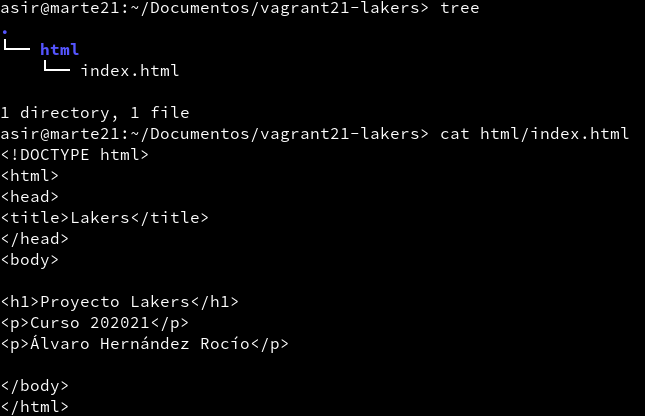 asir@marte21:~/Documentos/vagrant21-lakers> tree
.
└── html
    └── index.html

1 directory, 1 file
asir@marte21:~/Documentos/vagrant21-lakers> cat html/index.html
<!DOCTYPE html>
<html>
<head>
<title>Lakers</title>
</head>
<body>

<h1>Proyecto Lakers</h1>
<p>Curso 202021</p>
<p>Álvaro Hernández Rocío</p>

</body>
</html>